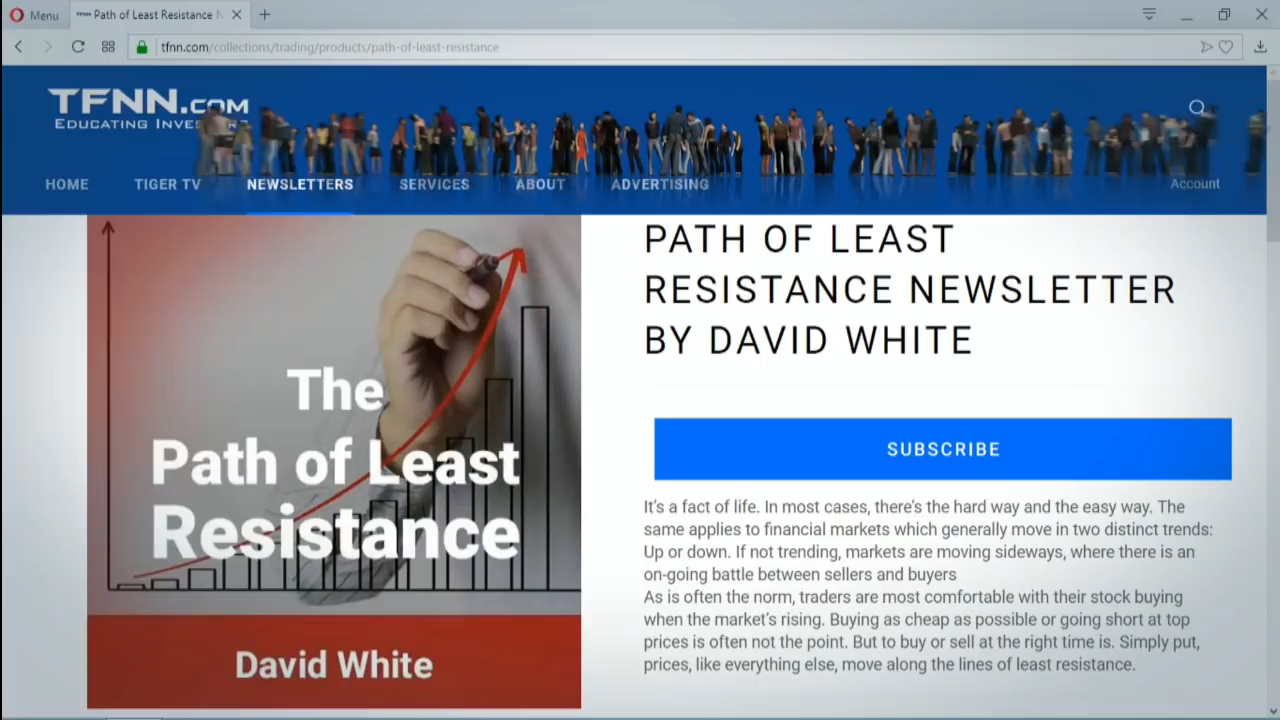 Menu
Path of Least Resistance N
tfnn.com/collections/trading/products/path-of-least-resistance
TFNN.COM
EDUCATING INVESTORS
HOME
TIGER TV
NEWSLETTERS
SERVICES
ABOUT
ADVERTISING
Account
The
Path of Least
Resistance
David White
PATH OF LEAST
RESISTANCE NEWSLETTER
BY DAVID WHITE
SUBSCRIBE
It's a fact of life. In most cases, there's the hard way and the easy way. The
same applies to financial markets which generally move in two distinct trends:
Up or down. If not trending, markets are moving sideways, where there is an
on-going battle between sellers and buyers
As is often the norm, traders are most comfortable with their stock buying
when the market's rising. Buying as cheap as possible or going short at top
prices is often not the point. But to buy or sell at the right time is. Simply put,
prices, like everything else, move along the lines of least resistance.